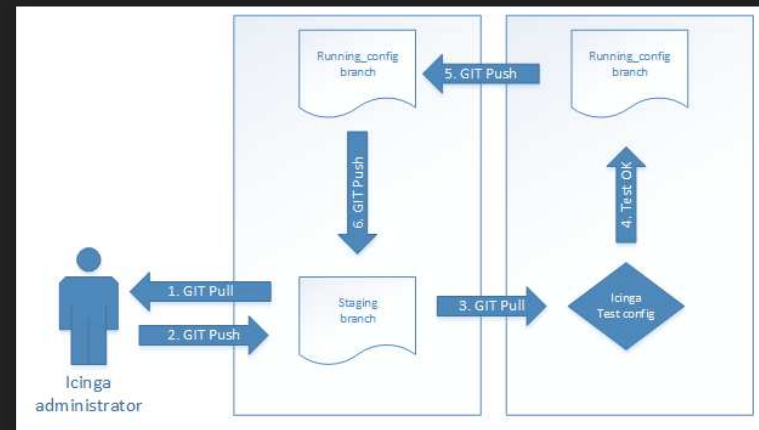 Running_config
branch
5. GIT Push
Running_config
branch
6. GIT Push
4. Test OK
1. GIT Pull
2. GIT Push
Staging
branch
3. GIT Pull
Icinga
Test config
Icinga
administrator